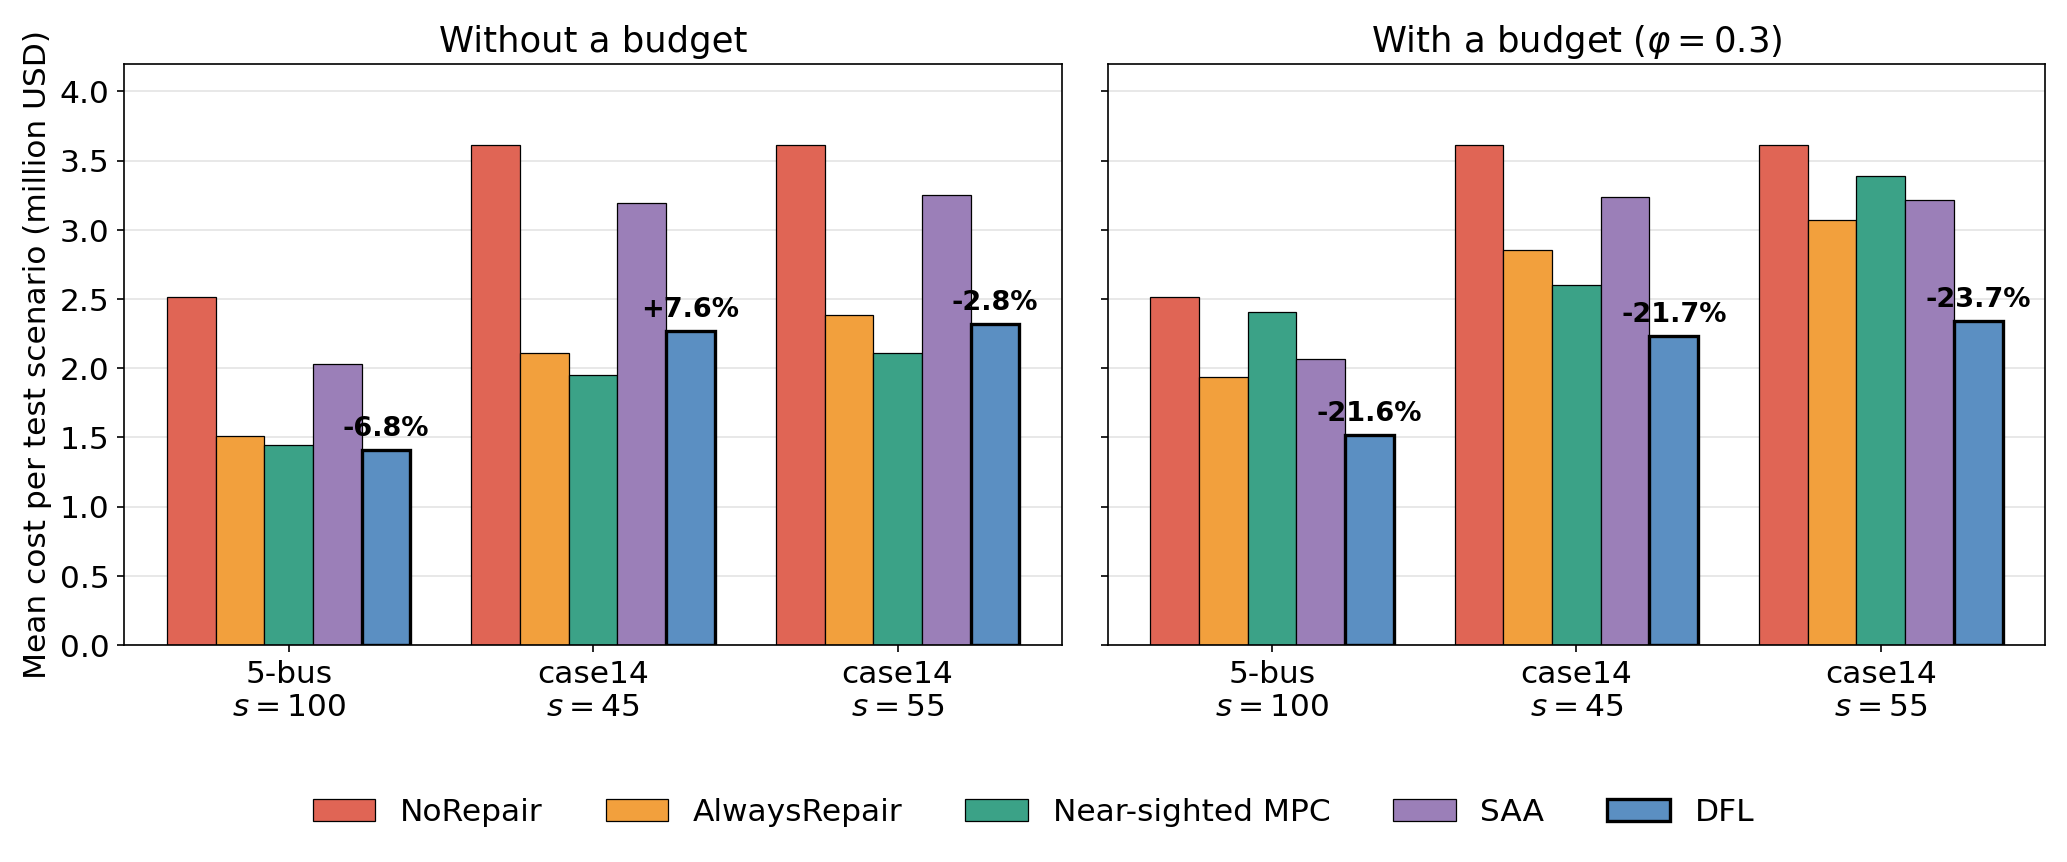 Without a budget
With a budget (φ = 0.3)
Mean cost per test scenario (million USD)
4.0
3.5
3.0
2.5
2.0
1.5
1.0
0.5
0.0
-6.8%
+7.6%
-2.8%
-21.6%
-21.7%
-23.7%
5-bus
s = 100
case14
s = 45
case14
s = 55
5-bus
s = 100
case14
s = 45
case14
s = 55
NoRepair
AlwaysRepair
Near-sighted MPC
SAA
DFL